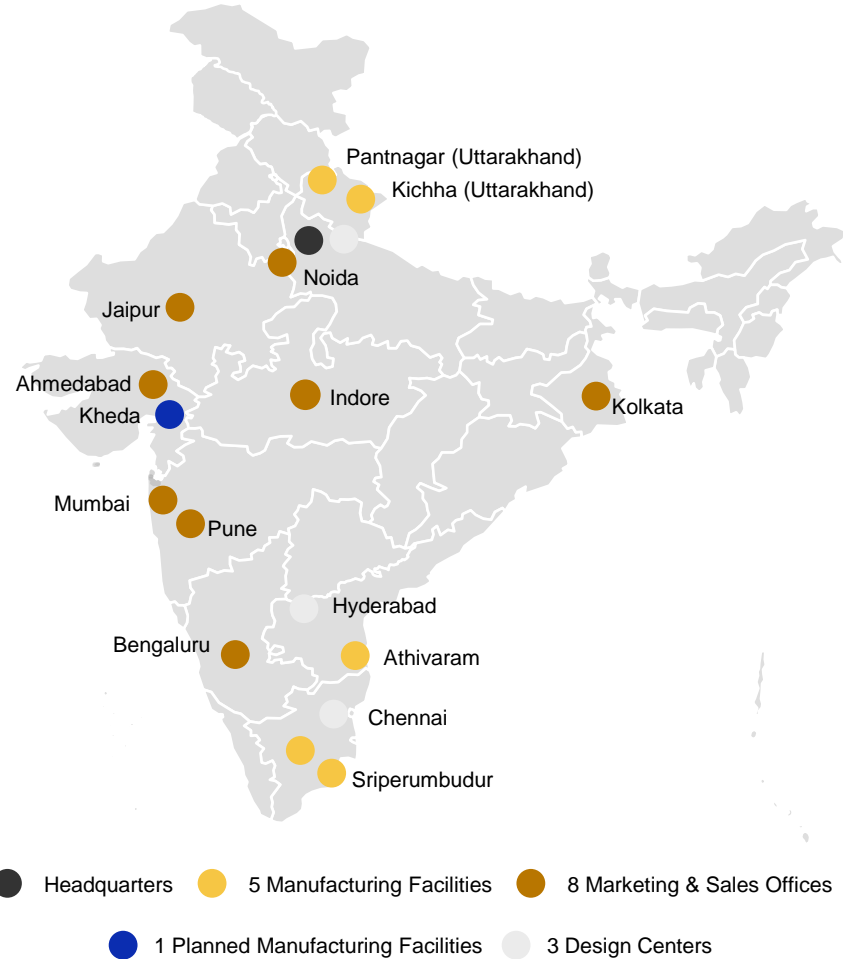 Pantnagar (Uttarakhand)
Kichha (Uttarakhand)
Noida
Jaipur
Ahmedabad
Indore
Kolkata
Kheda
Mumbai
Pune
Hyderabad
Bengaluru
Athivaram
Chennai
Sriperumbudur
Headquarters
5 Manufacturing Facilities
8 Marketing & Sales Offices
1 Planned Manufacturing Facilities
3 Design Centers